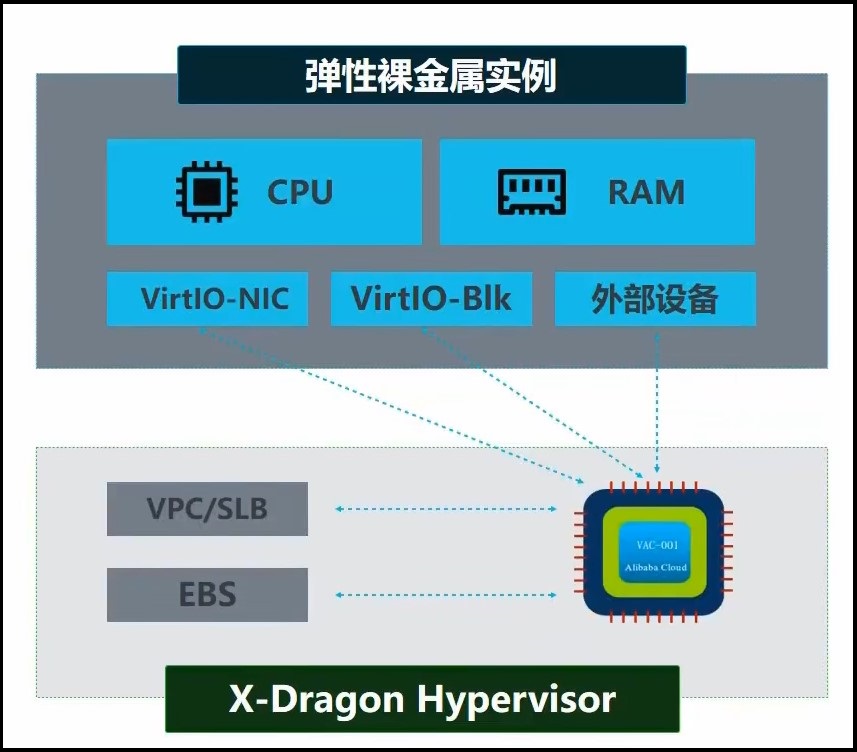 弹性裸金属实例
CPU
RAM
VirtIO-NIC
VirtIO-Blk
外部设备
VPC/SLB
EBS
VAC-001
Alibaba Cloud
X-Dragon Hypervisor